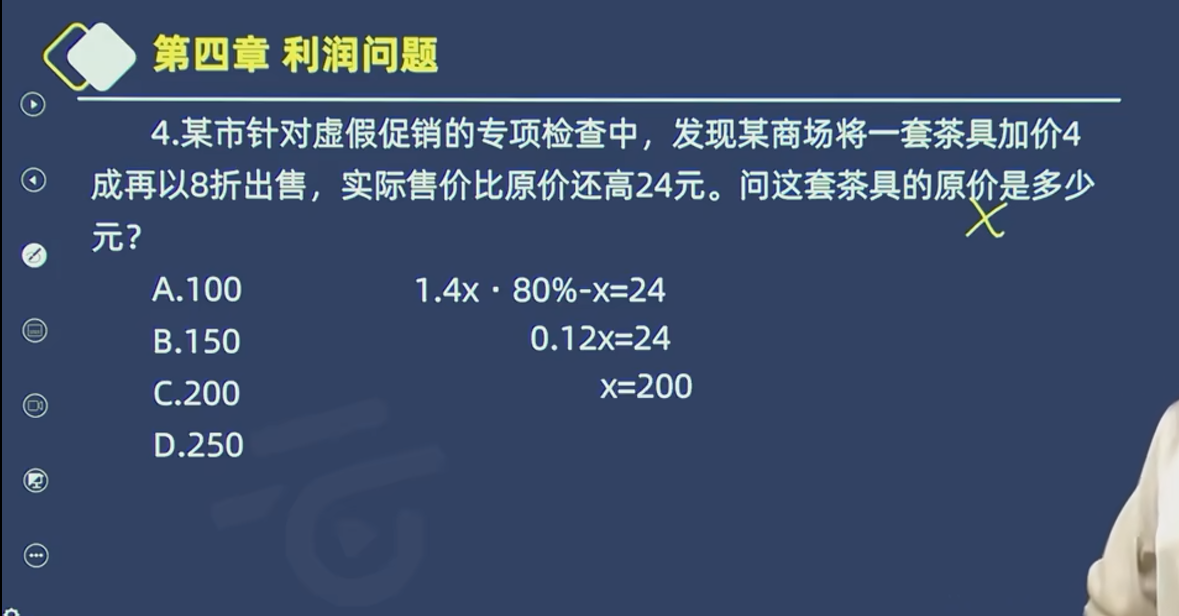 第四章 利润问题
4.某市针对虚假促销的专项检查中，发现某商场将一套茶具加价4
成再以8折出售，实际售价比原价还高24元。问这套茶具的原价是多少
x
元？
A.100
1.4x · 80%-x=24
B.150
0.12x=24
C.200
x=200
D.250